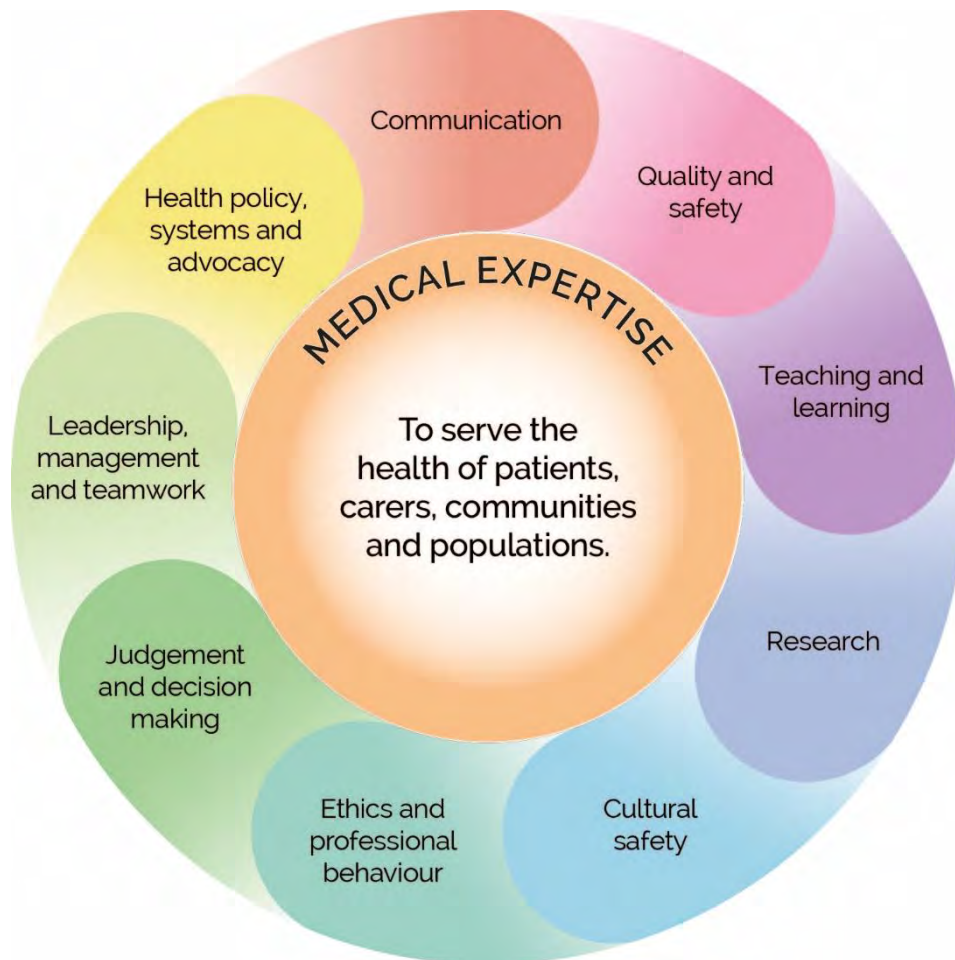 Communication
Quality and
safety
Teaching and
learning
Research
Cultural
safety
Ethics and
professional
behaviour
Judgement
and decision
making
Leadership,
management
and teamwork
Health policy,
systems and
advocacy
MEDICAL EXPERTISE
To serve the
health of patients,
carers, communities
and populations.